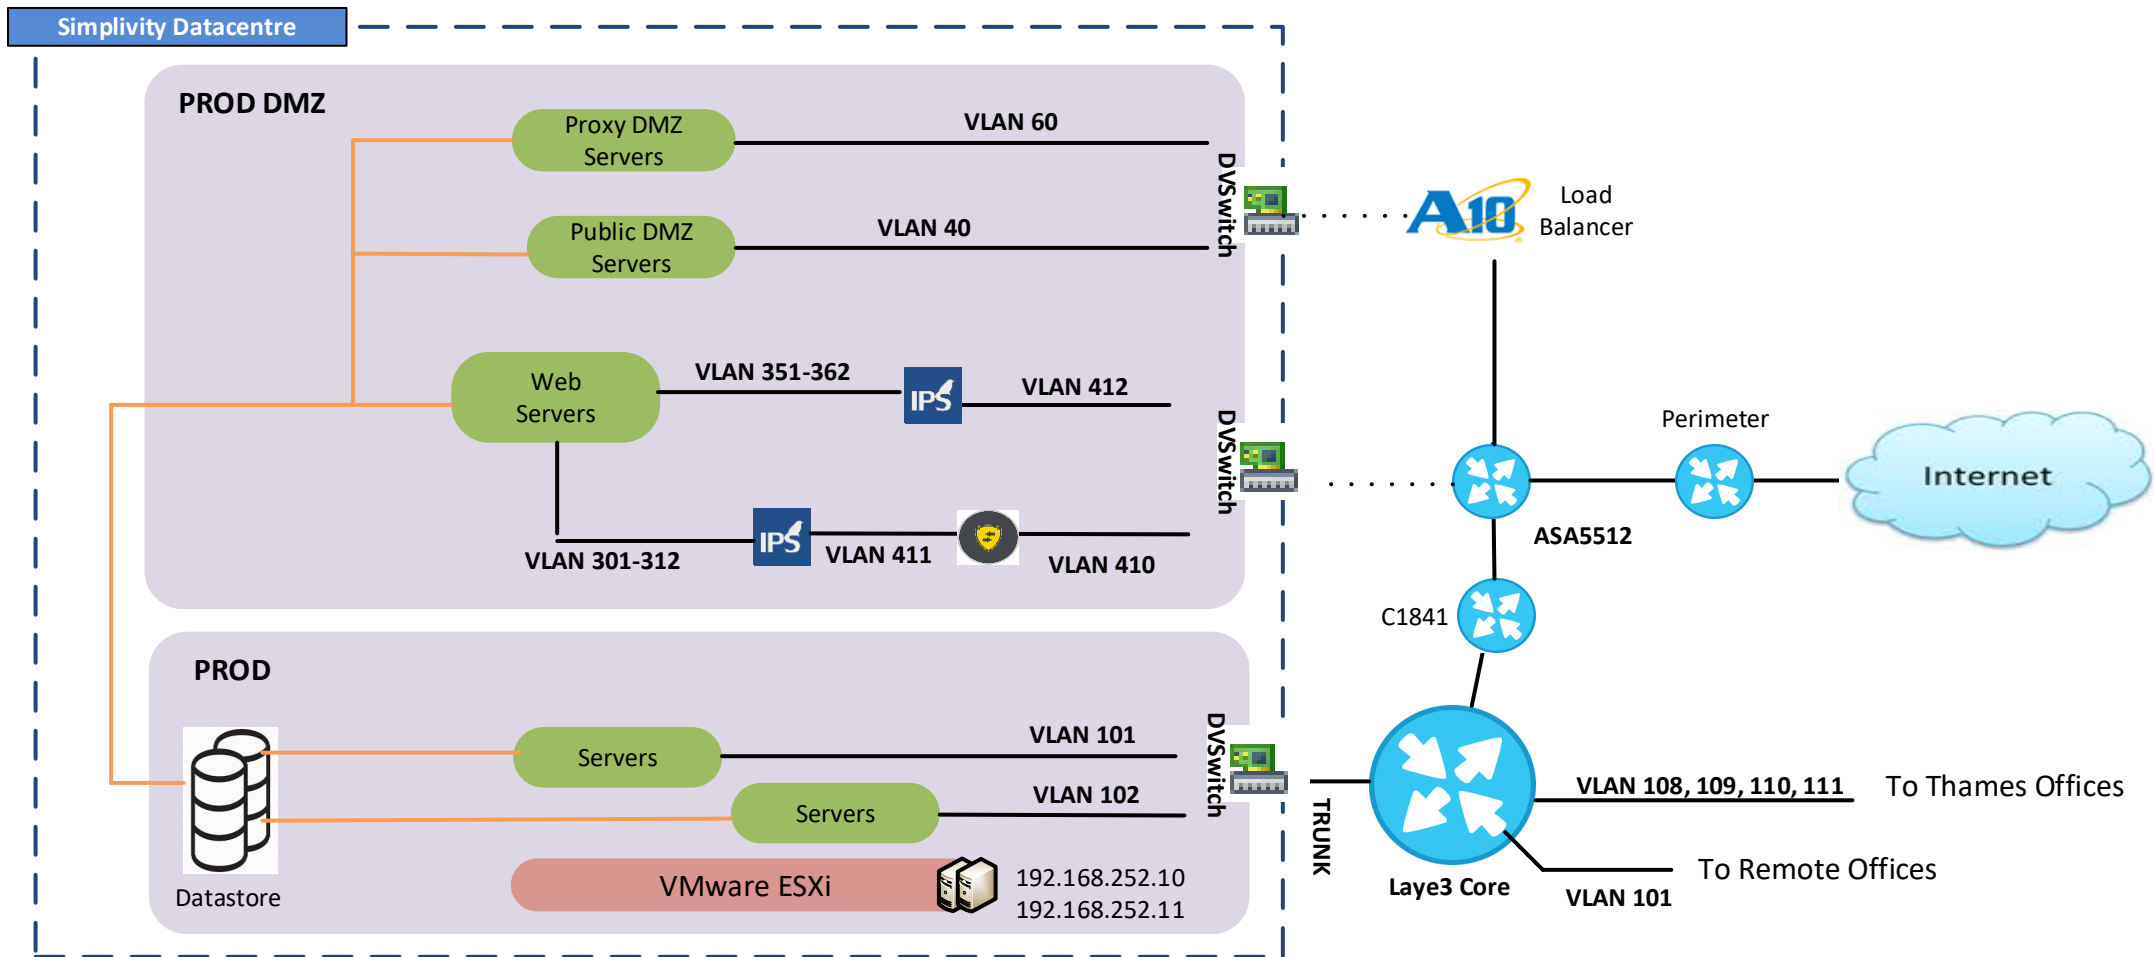 Simplivity Datacentre
PROD DMZ
Proxy DMZ
Servers
VLAN 60
Public DMZ
Servers
VLAN 40
DVSwitch
A10
Load
Balancer
Web
Servers
VLAN 351-362
IPS
VLAN 412
VLAN 301-312
IPS
VLAN 411
VLAN 410
DVSwitch
Perimeter
Internet
ASA5512
C1841
PROD
Datastore
Servers
VLAN 101
Servers
VLAN 102
DVSwitch
VMware ESXi
192.168.252.10
192.168.252.11
TRUNK
Laye3 Core
VLAN 108, 109, 110, 111
To Thames Offices
To Remote Offices
VLAN 101